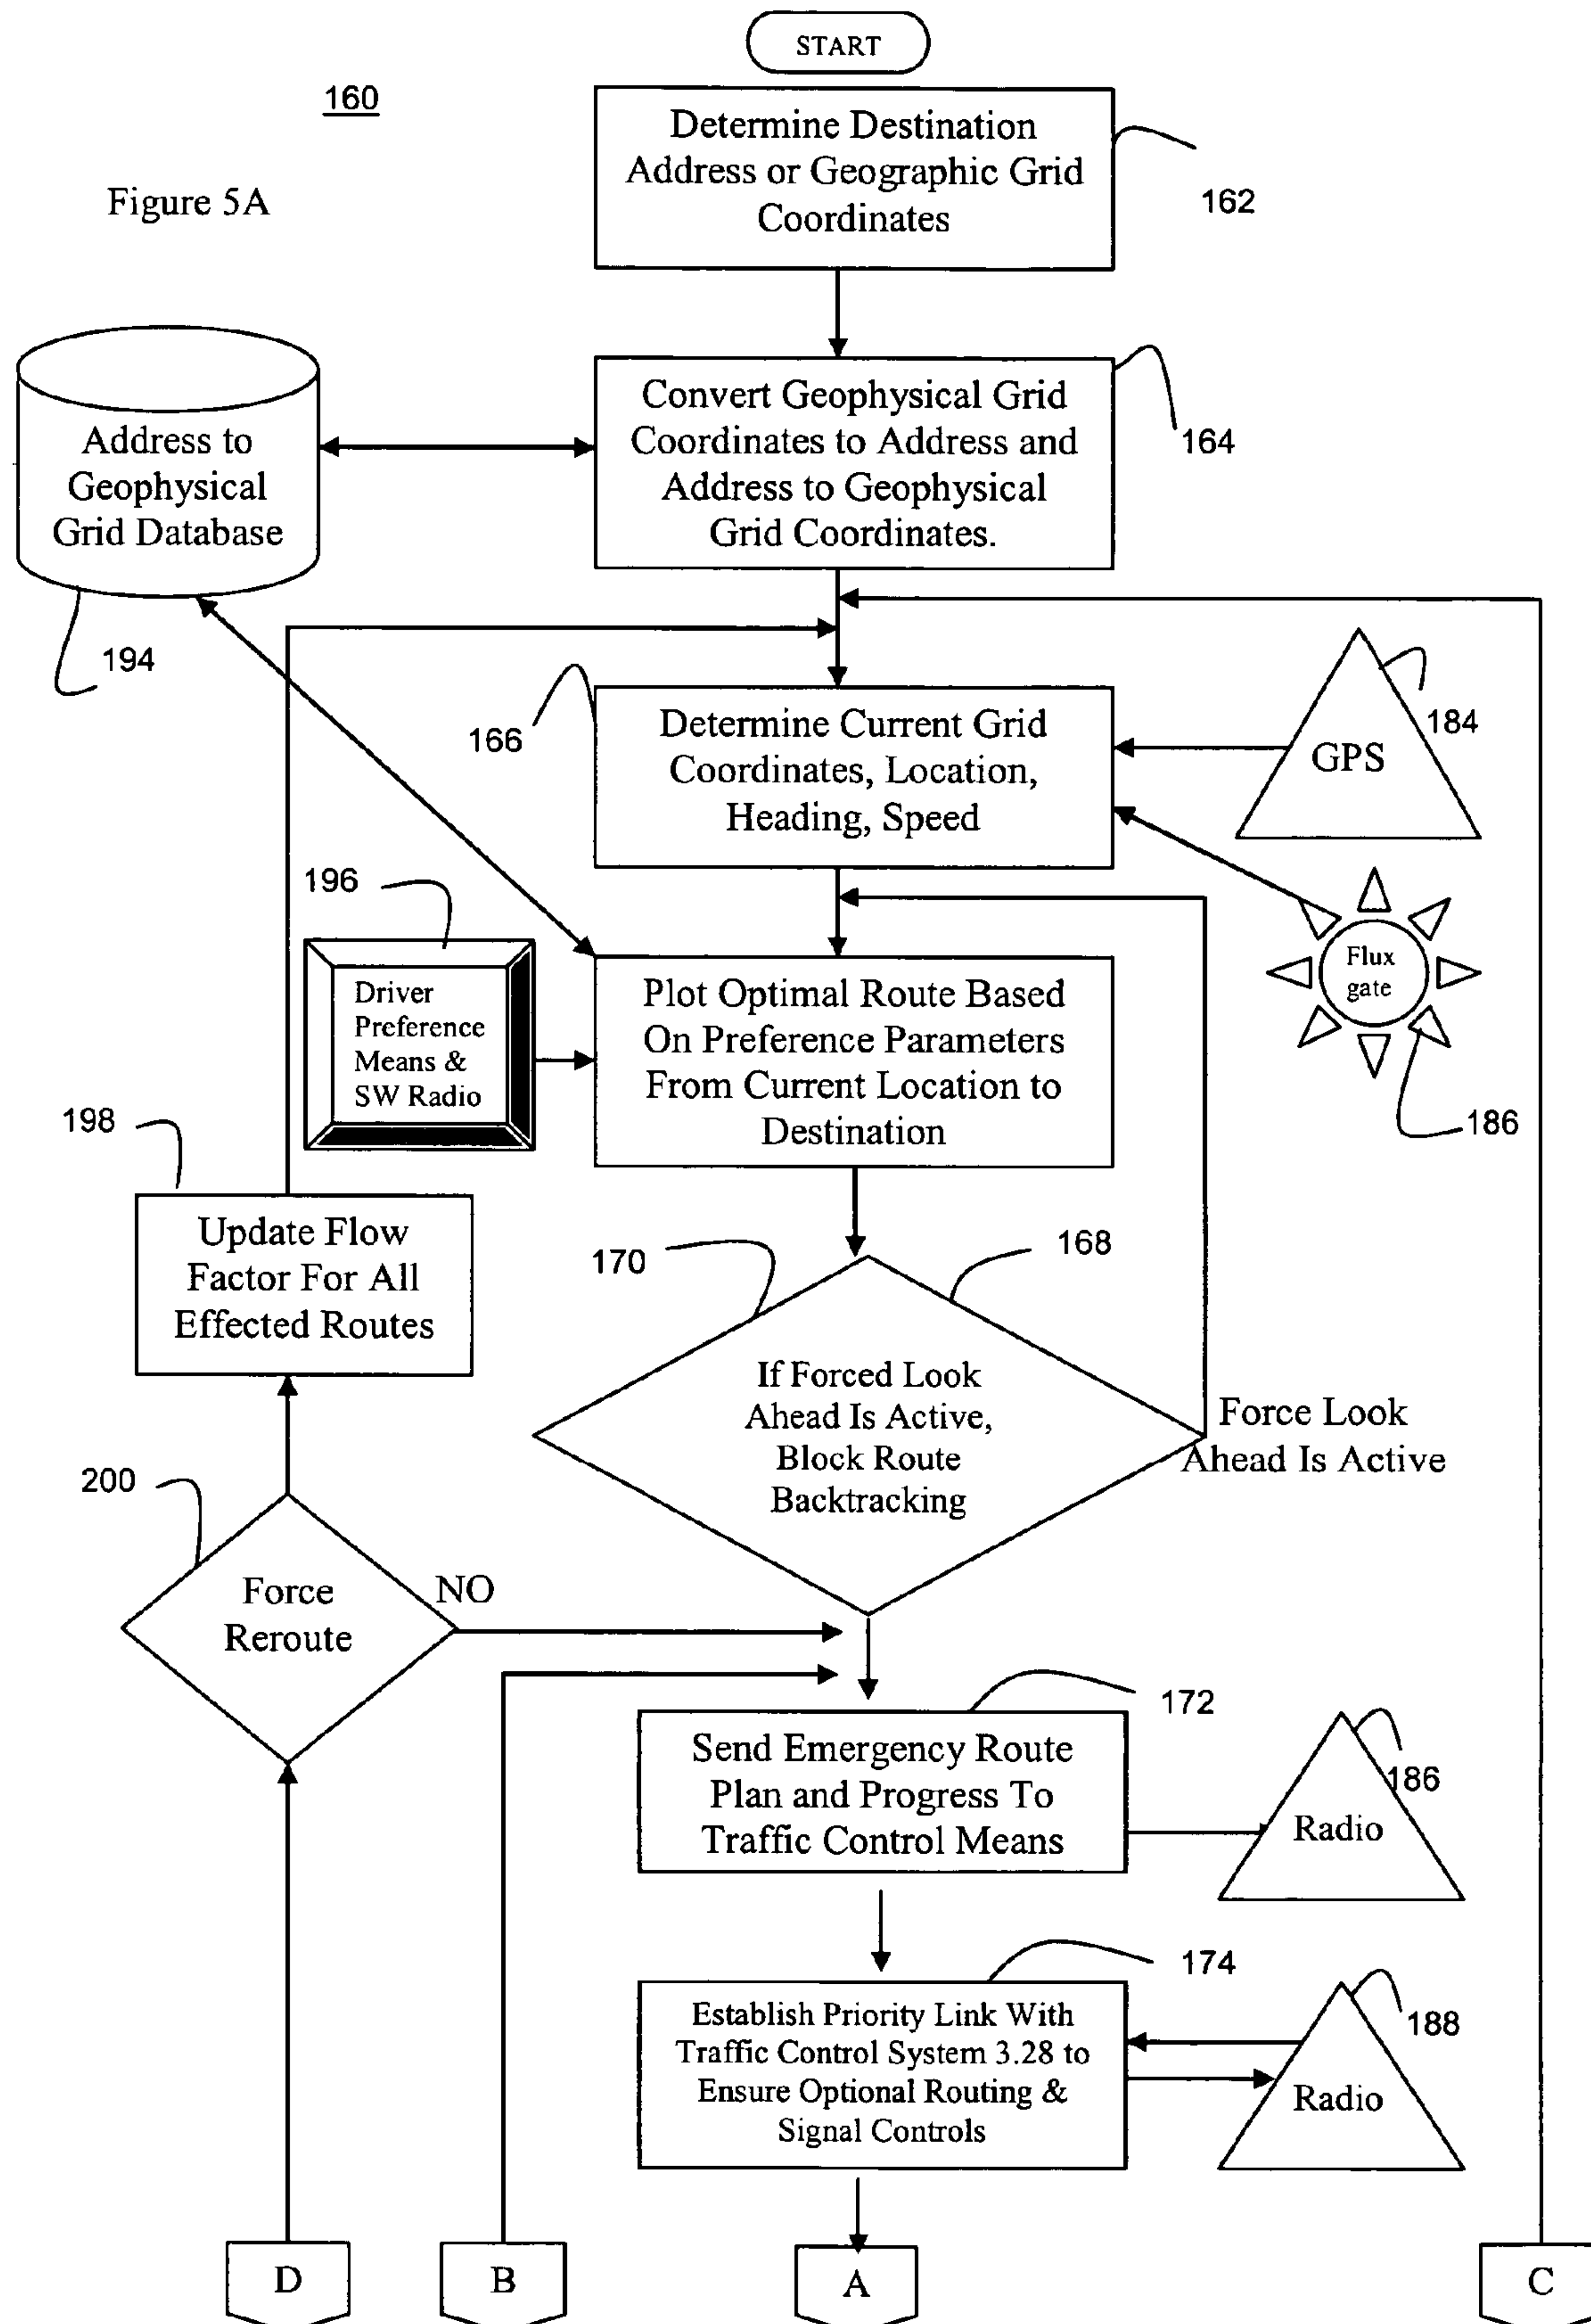 START
160
Determine Destination
Address or Geographic Grid
Coordinates
162
Figure 5A
Address to
Geophysical
Grid Database
Convert Geophysical Grid
Coordinates to Address and
Address to Geophysical
Grid Coordinates.
164
194
166
Determine Current Grid
Coordinates, Location,
Heading, Speed
184
GPS
196
Driver
Preference
Means &
SW Radio
Plot Optimal Route Based
On Preference Parameters
From Current Location to
Destination
Flux
gate
186
198
Update Flow
Factor For All
Effected Routes
170
168
If Forced Look
Ahead Is Active,
Block Route
Backtracking
Force Look
Ahead Is Active
200
Force
Reroute
NO
172
Send Emergency Route
Plan and Progress To
Traffic Control Means
186
Radio
174
Establish Priority Link With
Traffic Control System 3.28 to
Ensure Optional Routing &
Signal Controls
188
Radio
D
B
A
C